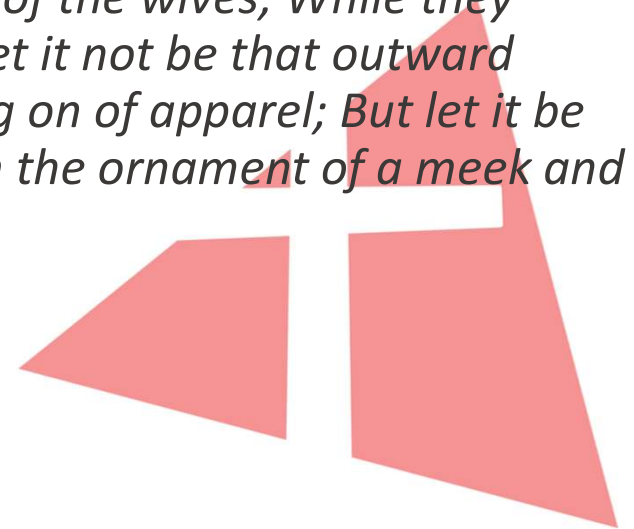 of the wives; While they
et it not be that outward
g on of apparel; But let it be
the ornament of a meek and